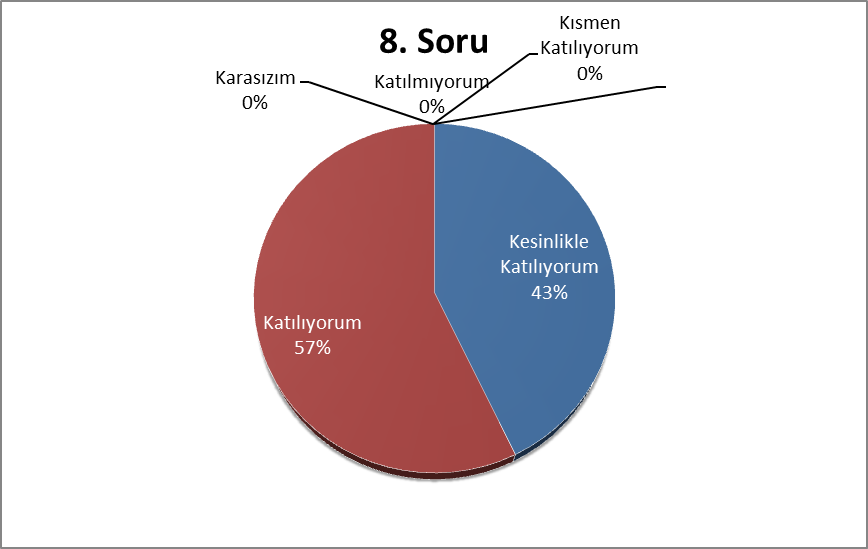 8. Soru
Kısmen
Katılıyorum
0%
Karasızım
0%
Katılmıyorum
0%
Kesinlikle
Katılıyorum
43%
Katılıyorum
57%